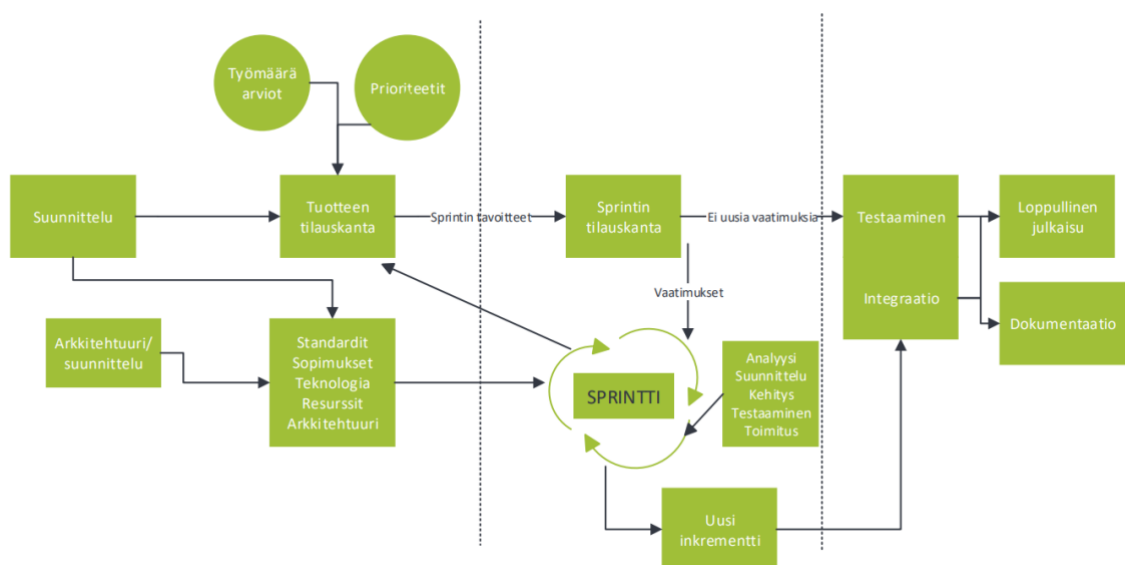 Työmäärä
arviot
Prioriteetit
Suunnittelu
Tuotteen
tilauskanta
Sprintin tavoitteet
Sprintin
tilauskanta
Ei uusia vaatimuksia
Testaaminen
Integraatio
Loppullinen
julkaisu
Dokumentaatio
Vaatimukset
Arkkitehtuuri/
suunnittelu
Standardit
Sopimukset
Teknologia
Resurssit
Arkkitehtuuri
SPRINTTI
Analyysi
Suunnittelu
Kehitys
Testaaminen
Toimitus
Uusi
inkrementti